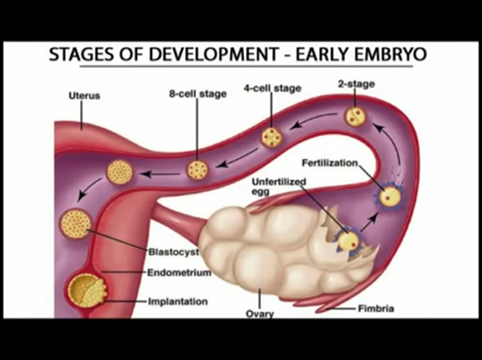 STAGES OF DEVELOPMENT - EARLY EMBRYO
2-stage
4-cell stage
8-cell stage
Uterus
Fertilization
Unfertilized
egg
Blastocyst
Endometrium
Implantation
Ovary
Fimbria